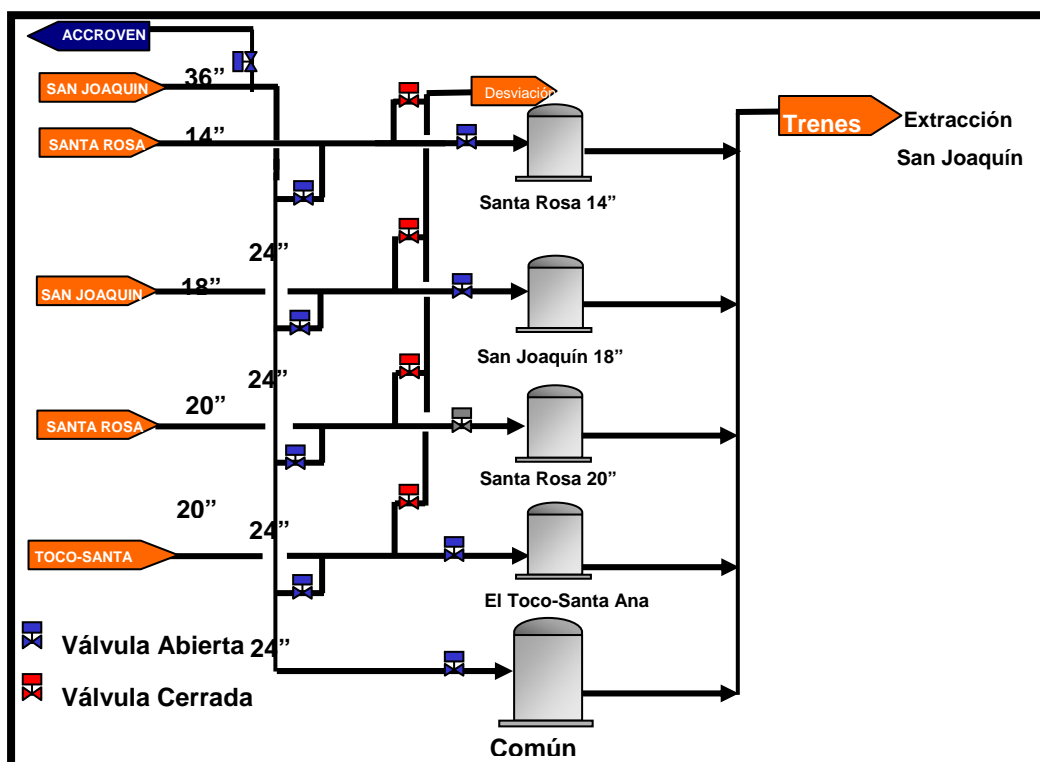 ACCROVEN
SAN JOAQUIN
36”
Desviación
Trenes
Extracción
San Joaquín
SANTA ROSA
14”
Santa Rosa 14”
24”
SAN JOAQUIN
18”
San Joaquín 18”
24”
SANTA ROSA
20”
Santa Rosa 20”
20”
24”
TOCO-SANTA
El Toco-Santa Ana
Válvula Abierta
24”
Válvula Cerrada
Común